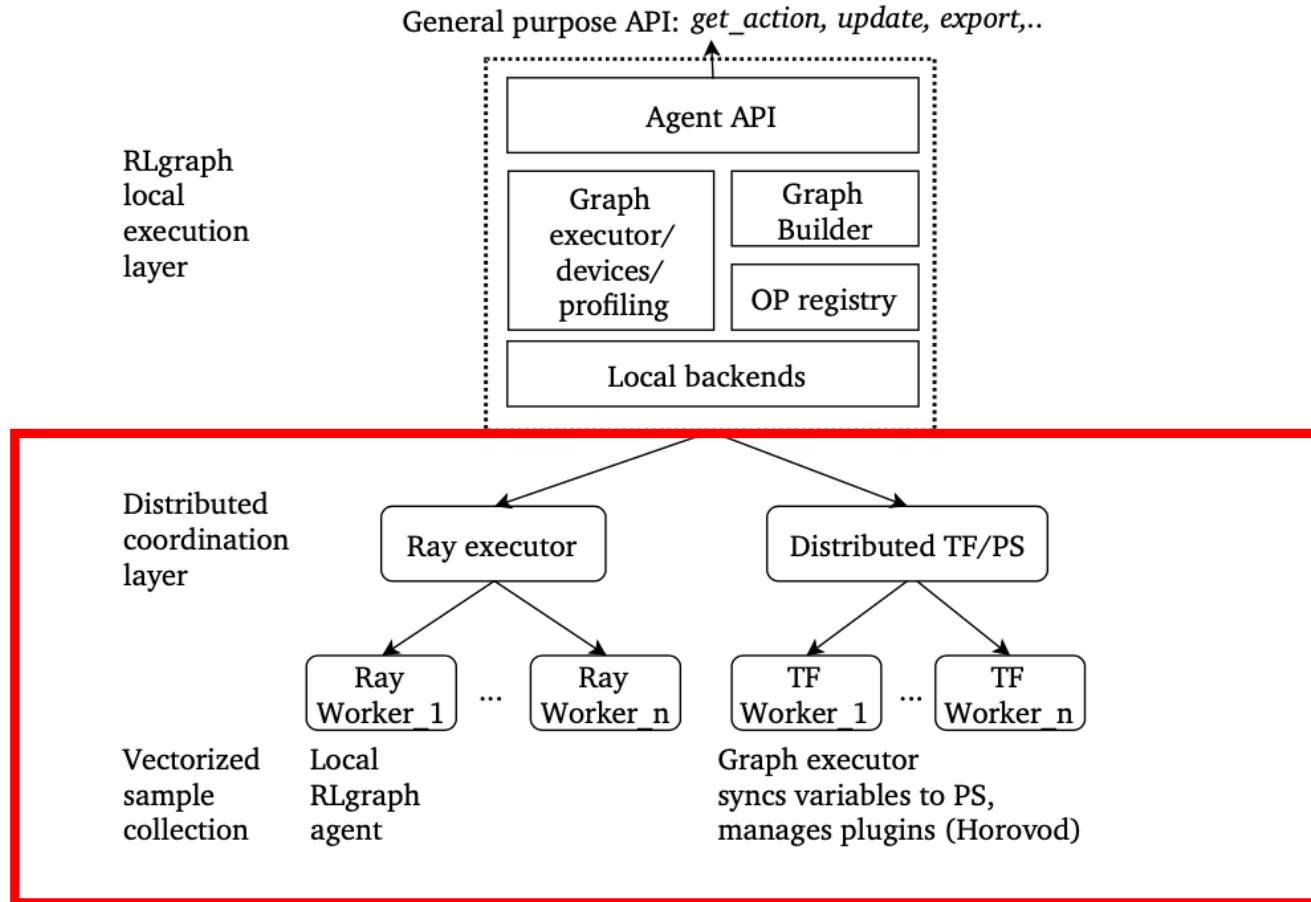 General purpose API: get_action, update, export,..
RLgraph
local
execution
layer
Agent API
Graph
executor/
devices/
profiling
Graph
Builder
OP registry
Local backends
Distributed
coordination
layer
Ray executor
Distributed TF/PS
Ray
Worker_1
...
Ray
Worker_n
TF
Worker_1
...
TF
Worker_n
Vectorized
sample
collection
Local
RLgraph
agent
Graph executor
syncs variables to PS,
manages plugins (Horovod)